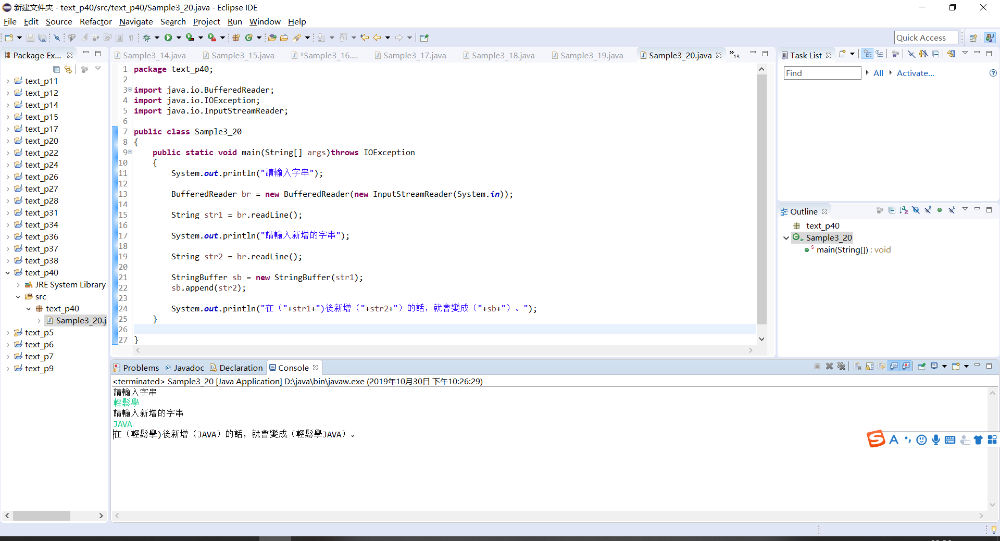 新建文件夹 - text_p40/src/text_p40/Sample3_20.java - Eclipse IDE
File Edit Source Refactor Navigate Search Project Run Window Help
Quick Access
Package Ex...
text_p11
text_p12
text_p14
text_p15
text_p17
text_p20
text_p22
text_p24
text_p26
text_p27
text_p28
text_p31
text_p34
text_p36
text_p37
text_p38
text_p40
JRE System Library
src
text_p40
Sample3_20.j
text_p5
text_p6
text_p7
text_p9
Sample3_14.java Sample3_15.java *Sample3_16.... Sample3_17.java Sample3_18.java Sample3_19.java Sample3_20.java »13
1 package text_p40;
2
3 import java.io.BufferedReader;
4 import java.io.IOException;
5 import java.io.InputStreamReader;
6
7 public class Sample3_20
8 {
9 public static void main(String[] args)throws IOException
10 {
11 System.out.println("請輸入字串");
12
13 BufferedReader br = new BufferedReader(new InputStreamReader(System.in));
14
15 String str1 = br.readLine();
16
17 System.out.println("請輸入新增的字串");
18
19 String str2 = br.readLine();
20
21 StringBuffer sb = new StringBuffer(str1);
22 sb.append(str2);
23
24 System.out.println("在（"+str1+")後新增（"+str2+"）的話，就會變成（"+sb+"）。");
25 }
26
27 }
Task List
Find All Activate...
Outline
text_p40
Sample3_20
main(String[]) : void
Problems @ Javadoc Declaration Console
<terminated> Sample3_20 [Java Application] D:\java\bin\javaw.exe (2019年10月30日 下午10:26:29)
請輸入字串
輕鬆學
請輸入新增的字串
JAVA
在（輕鬆學)後新增（JAVA）的話，就會變成（輕鬆學JAVA）。